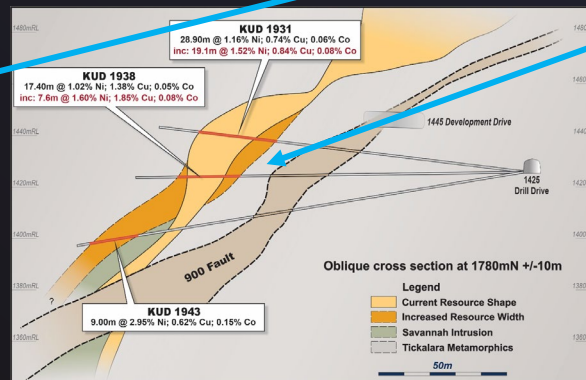 1480mRL
1480
KUD 1931
28.90m @ 1.16% Ni; 0.74% Cu; 0.06% Co
inc: 19.1m @ 1.52% Ni; 0.84% Cu; 0.08% Co
1460
KUD 1938
17.40m @ 1.02% Ni; 1.38% Cu; 0.05% Co
inc: 7.6m @ 1.60% Ni; 1.85% Cu; 0.08% Co
1445 Development Drive
1440mRL
1440
1420mRL
1425
Drill Drive
1400mRL
900 Fault
Oblique cross section at 1780mN +/-10m
Legend
1380mRL
1380
Current Resource Shape
?
Increased Resource Width
KUD 1943
9.00m @ 2.95% Ni; 0.62% Cu; 0.15% Co
Savannah Intrusion
1360mRL
1360
Tickalara Metamorphics
50m